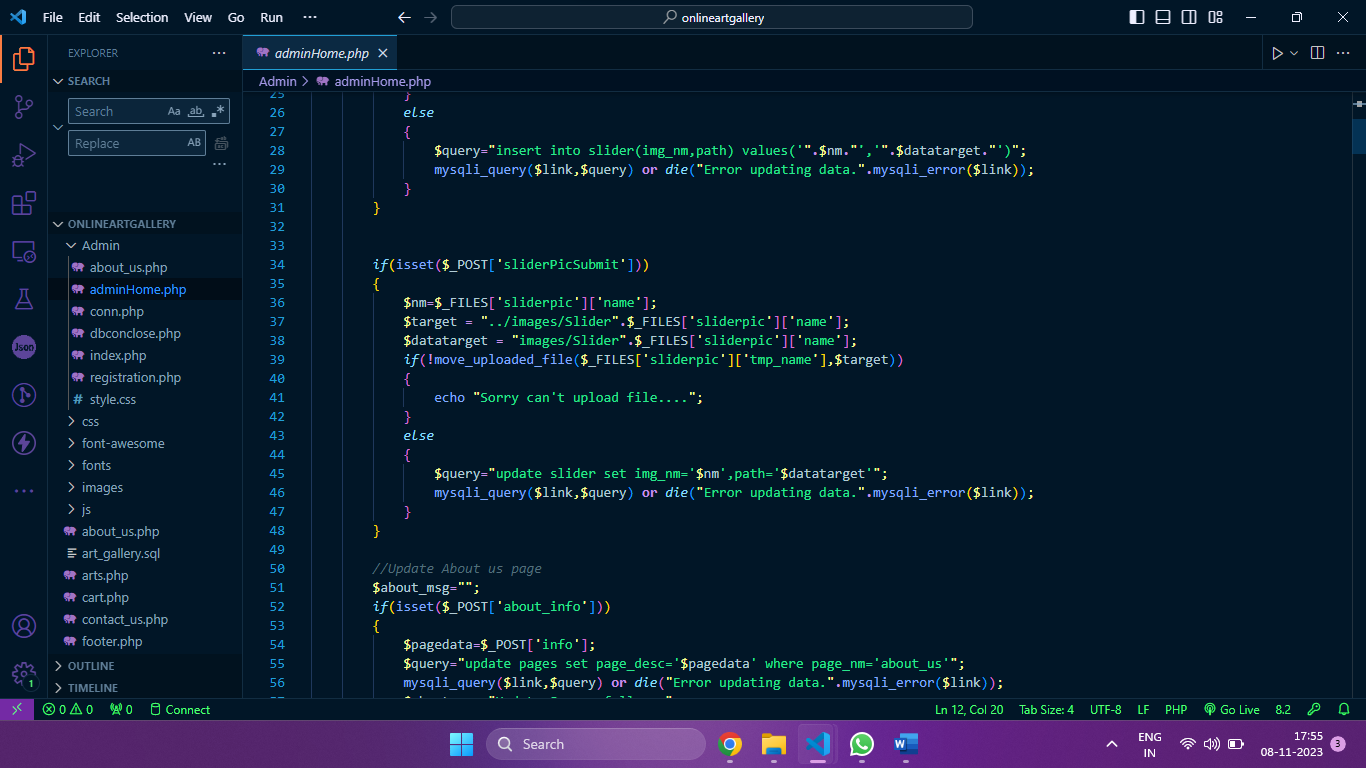 File Edit Selection View Go Run ···
onlineartgallery
EXPLORER
SEARCH
Search Aa ab
Replace AB
ONLINEARTGALLERY
Admin
about_us.php
adminHome.php
conn.php
dbconclose.php
index.php
registration.php
# style.css
css
font-awesome
fonts
images
js
about_us.php
art_gallery.sql
arts.php
cart.php
contact_us.php
footer.php
OUTLINE
TIMELINE
Json
1
adminHome.php
Admin > adminHome.php
25 }
26 else
27 {
28 $query="insert into slider(img_nm,path) values('".$nm."','".$datatarget."')";
29 mysqli_query($link,$query) or die("Error updating data.".mysqli_error($link));
30 }
31 }
32
33
34 if(isset($_POST['sliderPicSubmit']))
35 {
36 $nm=$_FILES['sliderpic']['name'];
37 $target = "../images/Slider".$_FILES['sliderpic']['name'];
38 $datatarget = "images/Slider".$_FILES['sliderpic']['name'];
39 if(!move_uploaded_file($_FILES['sliderpic']['tmp_name'],$target))
40 {
41 echo "Sorry can't upload file....";
42 }
43 else
44 {
45 $query="update slider set img_nm='$nm',path='$datatarget'";
46 mysqli_query($link,$query) or die("Error updating data.".mysqli_error($link));
47 }
48 }
49
50 //Update About us page
51 $about_msg="";
52 if(isset($_POST['about_info']))
53 {
54 $pagedata=$_POST['info'];
55 $query="update pages set page_desc='$pagedata' where page_nm='about_us'";
56 mysqli_query($link,$query) or die("Error updating data.".mysqli_error($link));
0 0 0 Connect
Ln 12, Col 20 Tab Size: 4 UTF-8 LF PHP Go Live 8.2
Search
ENG
IN
17:55
08-11-2023
3